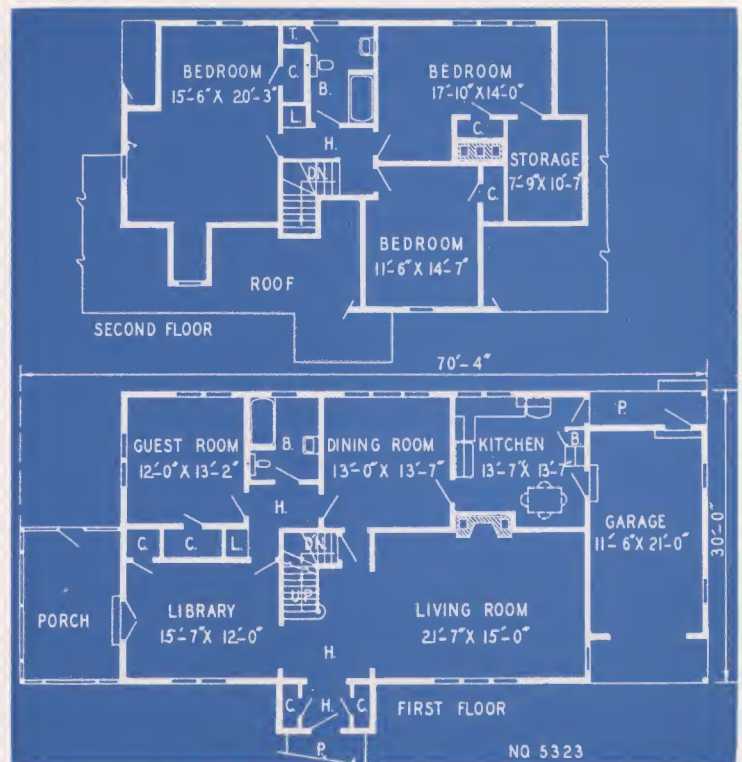 T.
BEDROOM
15'-6" X 20'-3"
C.
B.
L.
BEDROOM
17'-10" X 14'-0"
C.
H.
STORAGE
7'-9" X 10'-7"
DN.
C.
BEDROOM
11'-6" X 14'-7"
ROOF
SECOND FLOOR
70'-4"
P.
GUEST ROOM
12'-0" X 13'-2"
B.
DINING ROOM
13'-0" X 13'-7"
KITCHEN
13'-7" X 13'-7"
B.
H.
GARAGE
11'-6" X 21'-0"
30'-0"
C.
C.
L.
DN.
UP
PORCH
LIBRARY
15'-7" X 12'-0"
LIVING ROOM
21'-7" X 15'-0"
H.
C.
H.
C.
FIRST FLOOR
P.
NO. 5323